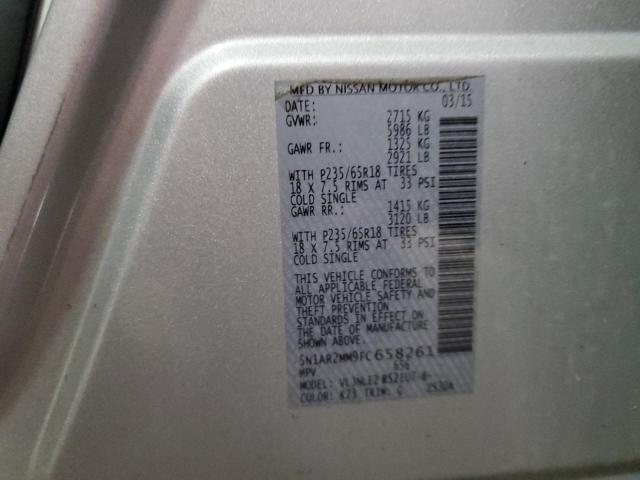 MFD BY NISSAN MOTOR CO., LTD.
DATE: 03/15
GVWR: 2715 KG
5986 LB
GAWR FR.: 1325 KG
2921 LB
WITH P235/65R18 TIRES
18 X 7.5 RIMS AT 33 PSI
COLD SINGLE
GAWR RR.: 1415 KG
3120 LB
WITH P235/65R18 TIRES
18 X 7.5 RIMS AT 33 PSI
COLD SINGLE
THIS VEHICLE CONFORMS TO
ALL APPLICABLE FEDERAL
MOTOR VEHICLE SAFETY AND
THEFT PREVENTION
STANDARDS IN EFFECT ON
THE DATE OF MANUFACTURE
SHOWN ABOVE.
5N1AR2MM9FC658261
656
MPV
MODEL:
COLOR: K23 TRIM: G 2530A